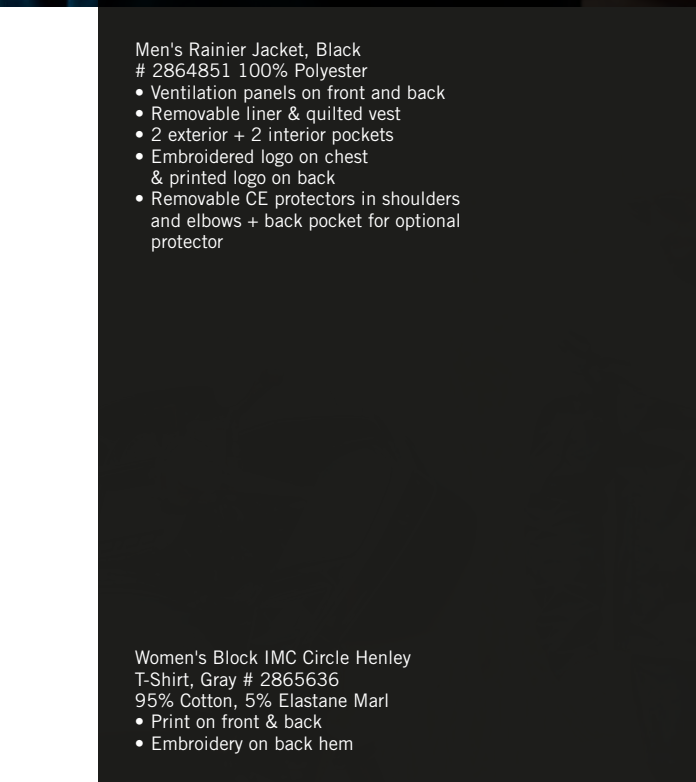 Men's Rainier Jacket, Black
# 2864851 100% Polyester
• Ventilation panels on front and back
• Removable liner & quilted vest
• 2 exterior + 2 interior pockets
• Embroidered logo on chest
& printed logo on back
• Removable CE protectors in shoulders
and elbows + back pocket for optional
protector
Women's Block IMC Circle Henley
T-Shirt, Gray # 2865636
95% Cotton, 5% Elastane Marl
• Print on front & back
• Embroidery on back hem